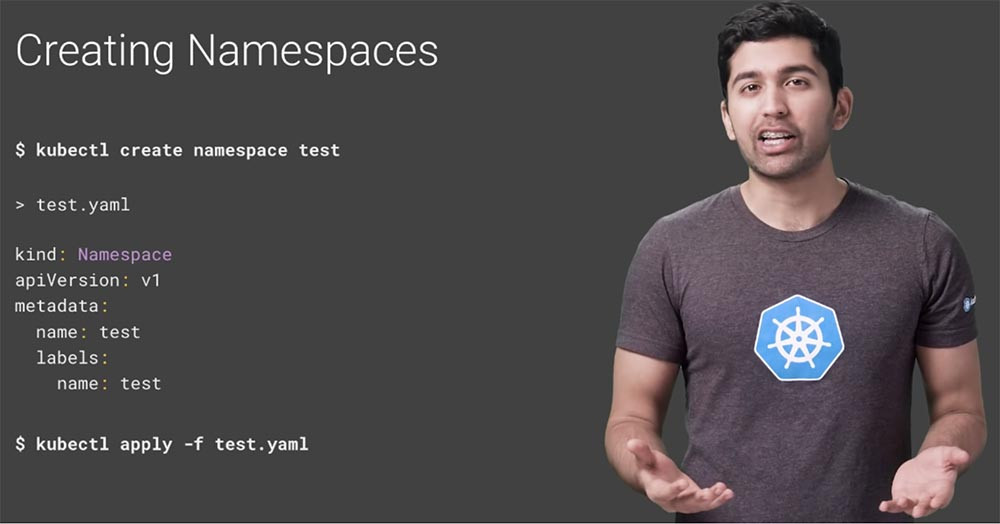 Creating Namespaces
$ kubectl create namespace test
> test.yaml
kind: Namespace
apiVersion: v1
metadata:
  name: test
  labels:
    name: test
$ kubectl apply -f test.yaml